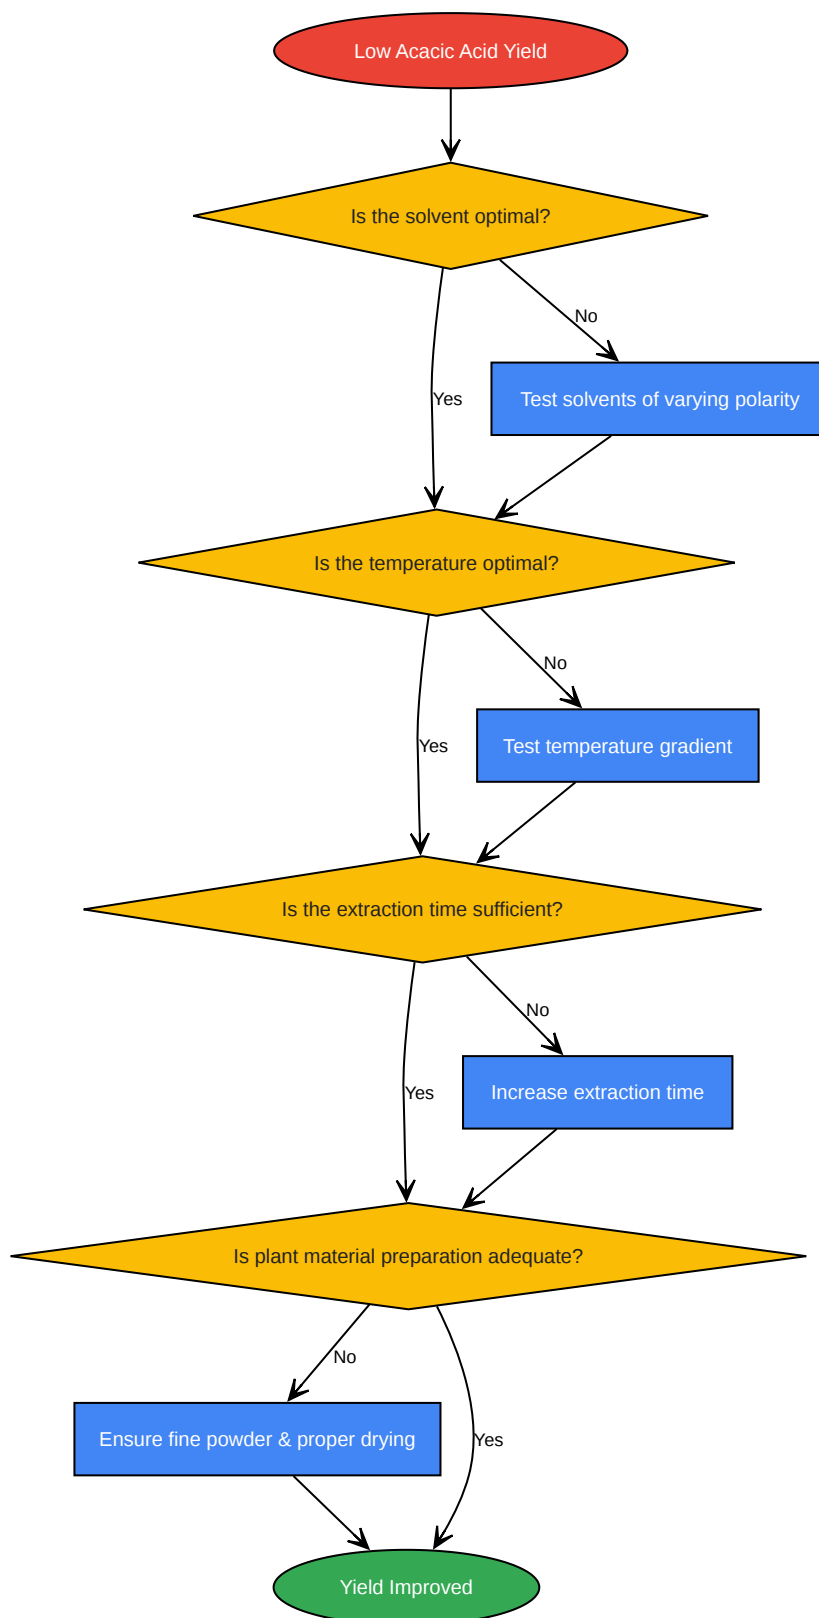 Low Acacic Acid Yield
Is the solvent optimal?
No
Yes
Test solvents of varying polarity
Is the temperature optimal?
No
Yes
Test temperature gradient
Is the extraction time sufficient?
No
Yes
Increase extraction time
Is plant material preparation adequate?
No
Ensure fine powder & proper drying
Yes
Yield Improved